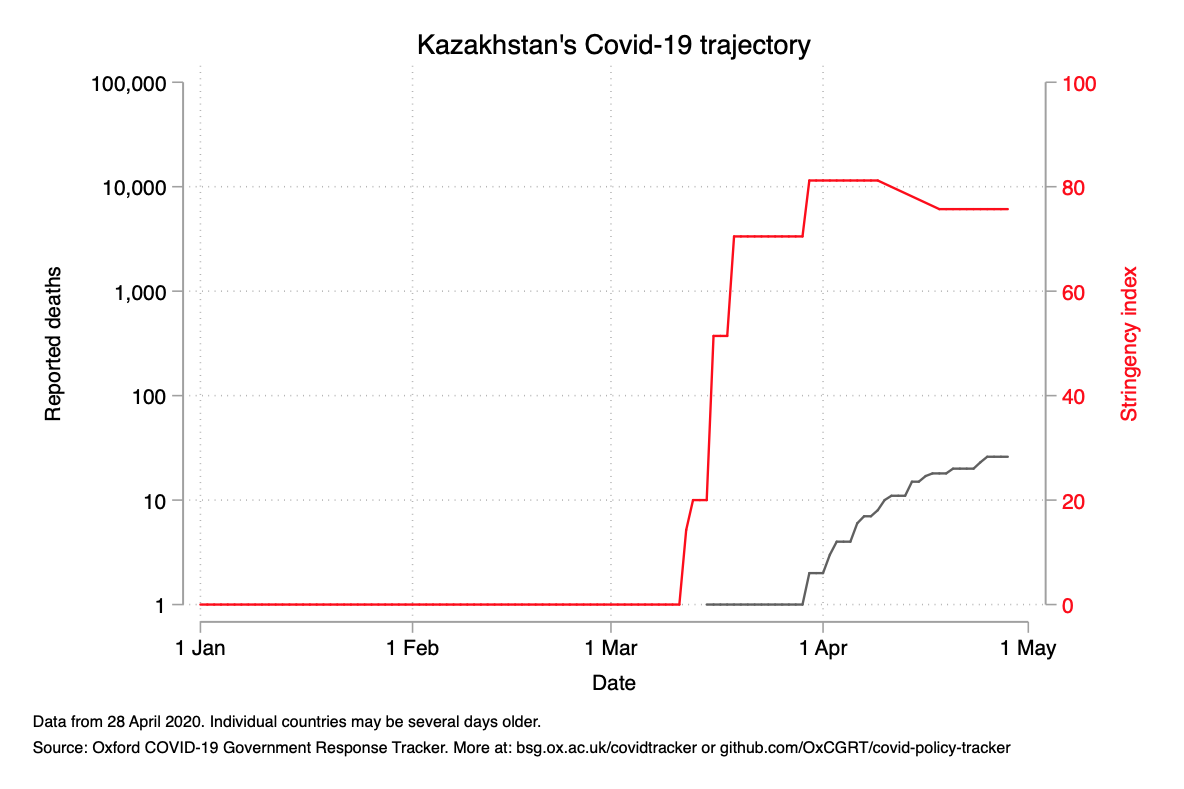 Kazakhstan's Covid-19 trajectory
100,000
10,000
1,000
100
10
1
Reported deaths
100
80
60
40
20
0
Stringency index
1 Jan
1 Feb
1 Mar
1 Apr
1 May
Date
Data from 28 April 2020. Individual countries may be several days older.
Source: Oxford COVID-19 Government Response Tracker. More at: bsg.ox.ac.uk/covidtracker or github.com/OxCGRT/covid-policy-tracker